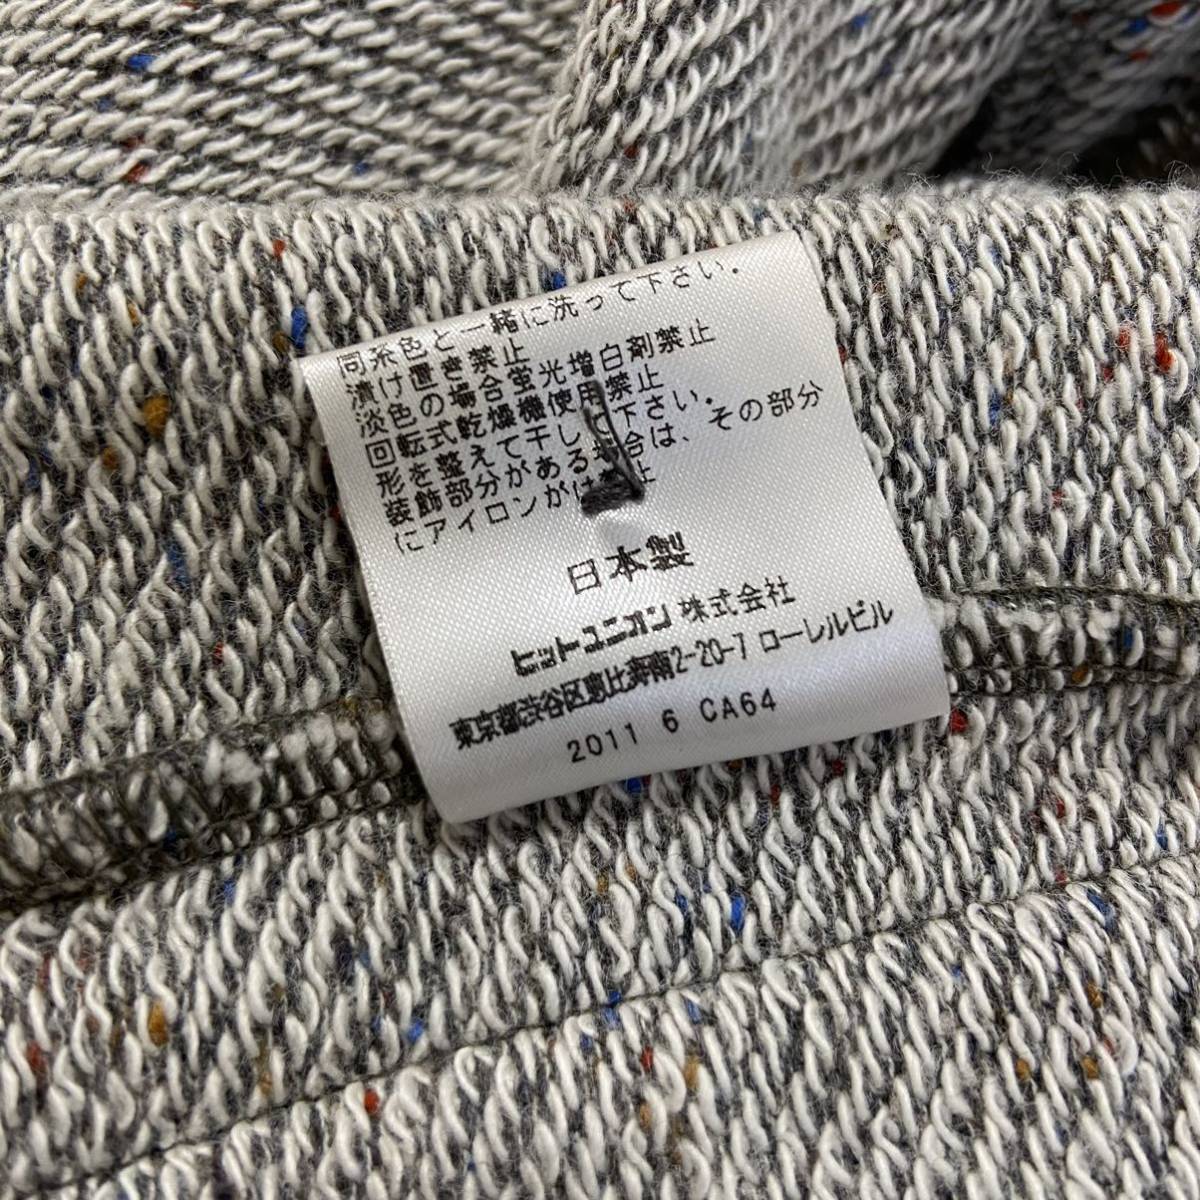 同系色と一緒に洗って下さい.
漬け置き禁止
淡色の場合蛍光増白剤禁止
回転式乾燥機使用禁止
形を整えて干し下さい.
装飾部分がある場合は、その部分
にアイロンがけ止
日本製
ヒットユニオン 株式会社
東京都渋谷区恵比寿南2-20-7 ローレルビル
2011 6 CA64